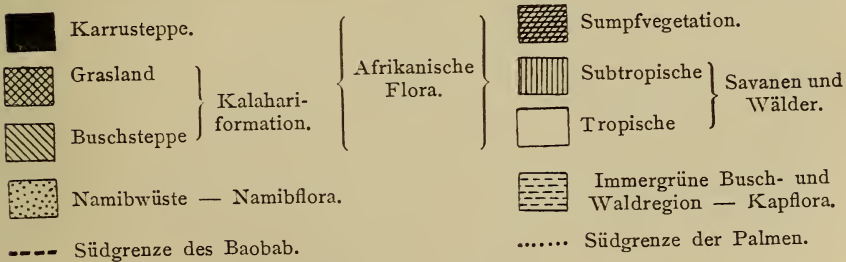 Karrusteppe.
Grasland
Buschsteppe
Kalahari-
formation.
Namibwüste — Namibflora.
Südgrenze des Baobab.
Afrikanische
Flora.
Sumpfvegetation.
Subtropische
Tropische
Savanen und
Wälder.
Immergrüne Busch- und
Waldregion — Kapflora.
Südgrenze der Palmen.